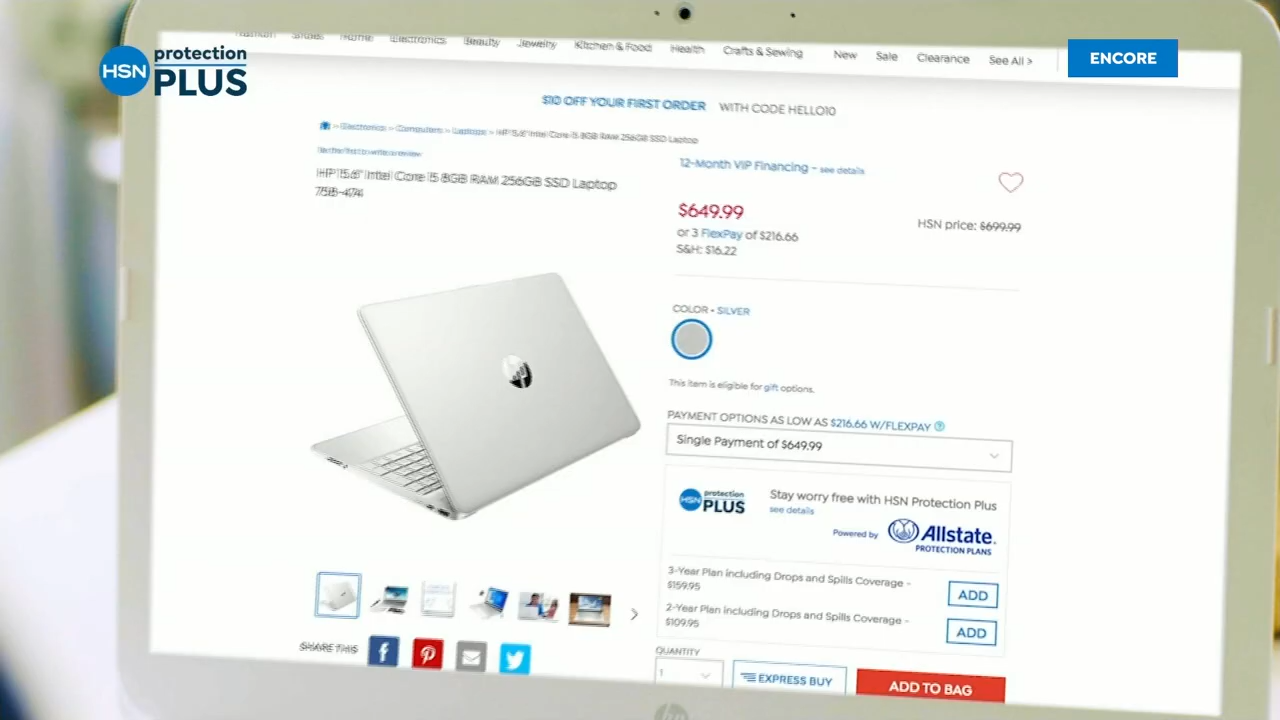 HSN protection PLUS
ENCORE
Fashion Shoes Home Electronics Beauty Jewelry Kitchen & Food Health Crafts & Sewing New Sale Clearance See All >
$10 OFF YOUR FIRST ORDER WITH CODE HELLO10
> Electronics > Computers > Laptops > HP 15.6" Intel Core i5 8GB RAM 256GB SSD Laptop
Be the first to write a review
HP 15.6" Intel Core i5 8GB RAM 256GB SSD Laptop
12-Month VIP Financing - see details
$649.99
HSN price: $699.99
or 3 FlexPay of $216.66
S&H: $16.22
COLOR - SILVER
This item is eligible for gift options.
PAYMENT OPTIONS AS LOW AS $216.66 W/FLEXPAY ?
Single Payment of $649.99
HSN protection PLUS
Stay worry free with HSN Protection Plus
see details
Powered by Allstate.
PROTECTION PLANS
3-Year Plan including Drops and Spills Coverage -
$159.95
ADD
2-Year Plan including Drops and Spills Coverage -
$109.95
ADD
SHARE THIS
QUANTITY
1
EXPRESS BUY
ADD TO BAG
hp